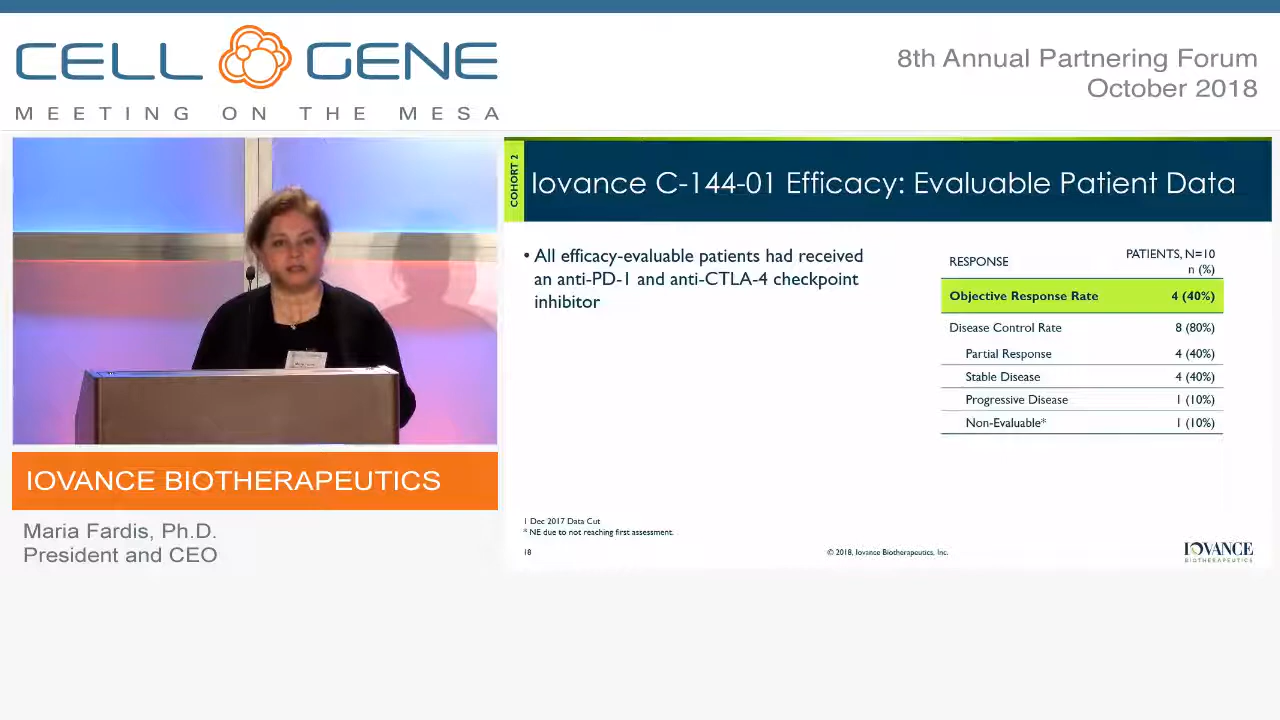 CELL GENE
MEETING ON THE MESA
8th Annual Partnering Forum
October 2018
COHORT 2
Iovance C-144-01 Efficacy: Evaluable Patient Data
• All efficacy-evaluable patients had received
an anti-PD-1 and anti-CTLA-4 checkpoint
inhibitor
RESPONSE PATIENTS, N=10
n (%)
Objective Response Rate 4 (40%)
Disease Control Rate 8 (80%)
Partial Response 4 (40%)
Stable Disease 4 (40%)
Progressive Disease 1 (10%)
Non-Evaluable* 1 (10%)
1 Dec 2017 Data Cut
* NE due to not reaching first assessment.
18 © 2018, Iovance Biotherapeutics, Inc.
IOVANCE
BIOTHERAPEUTICS
IOVANCE BIOTHERAPEUTICS
Maria Fardis, Ph.D.
President and CEO